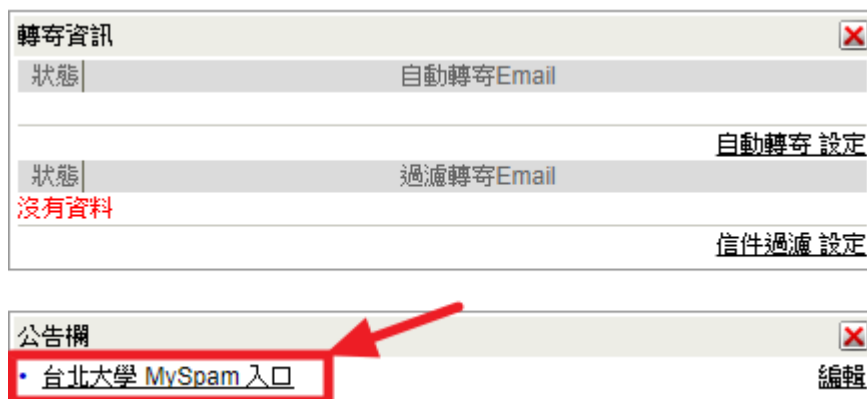 轉寄資訊
狀態 自動轉寄Email
自動轉寄 設定
狀態 過濾轉寄Email
沒有資料
信件過濾 設定
公告欄
• 台北大學 MySpam 入口 編輯